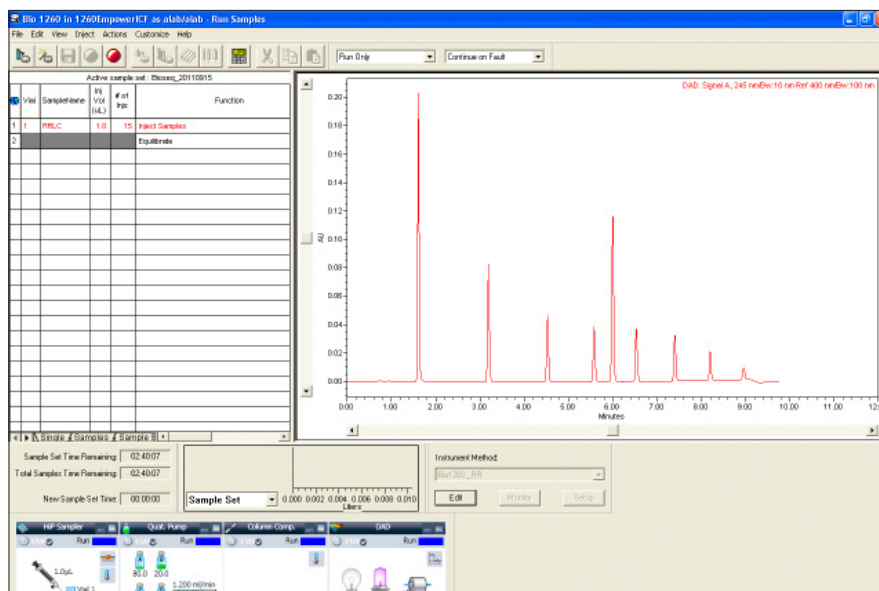 Bio 1260 in 1260EmpowerICF as alab/alab - Run Samples
File Edit View Inject Actions Customize Help
Run Only Continue on Fault
Active sample set : Bioseq_20110915
Vial SampleName Inj Vol (uL) # of Injs Function
1 1 RRLC 1.0 15 Inject Samples
2 Equilibrate
DAD: Signal A, 245 nm/Bw:10 nm Ref 400 nm/Bw:100 nm
AU
0.20
0.18
0.16
0.14
0.12
0.10
0.08
0.06
0.04
0.02
0.00
0.00 1.00 2.00 3.00 4.00 5.00 6.00 7.00 8.00 9.00 10.00 11.00 12.0
Minutes
Single Samples Sample S
Sample Set Time Remaining: 02:40:07
Total Samples Time Remaining: 02:40:07
New Sample Set Time: 00:00:00
Sample Set
0.000 0.002 0.004 0.006 0.008 0.010
Liters
Instrument Method:
Bio1260_RR
Edit Monitor Setup
HiP Sampler Quat. Pump Column Comp. DAD
Run Run Run Run
1.0µL 80.0 20.0
Vial 1 1.200 ml/min